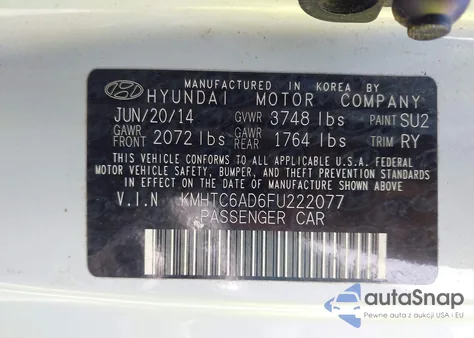 MANUFACTURED IN KOREA BY
HYUNDAI MOTOR COMPANY
JUN/20/14 GVWR 3748 lbs PAINT SU2
GAWR FRONT 2072 lbs GAWR REAR 1764 lbs TRIM RY
THIS VEHICLE CONFORMS TO ALL APPLICABLE U.S.A. FEDERAL
MOTOR VEHICLE SAFETY, BUMPER, AND THEFT PREVENTION STANDARDS
IN EFFECT ON THE DATE OF MANUFACTURE SHOWN ABOVE.
V.I.N KMHTC6AD6FU222077
PASSENGER CAR
autoSnap
Pewne auta z aukcji USA i EU